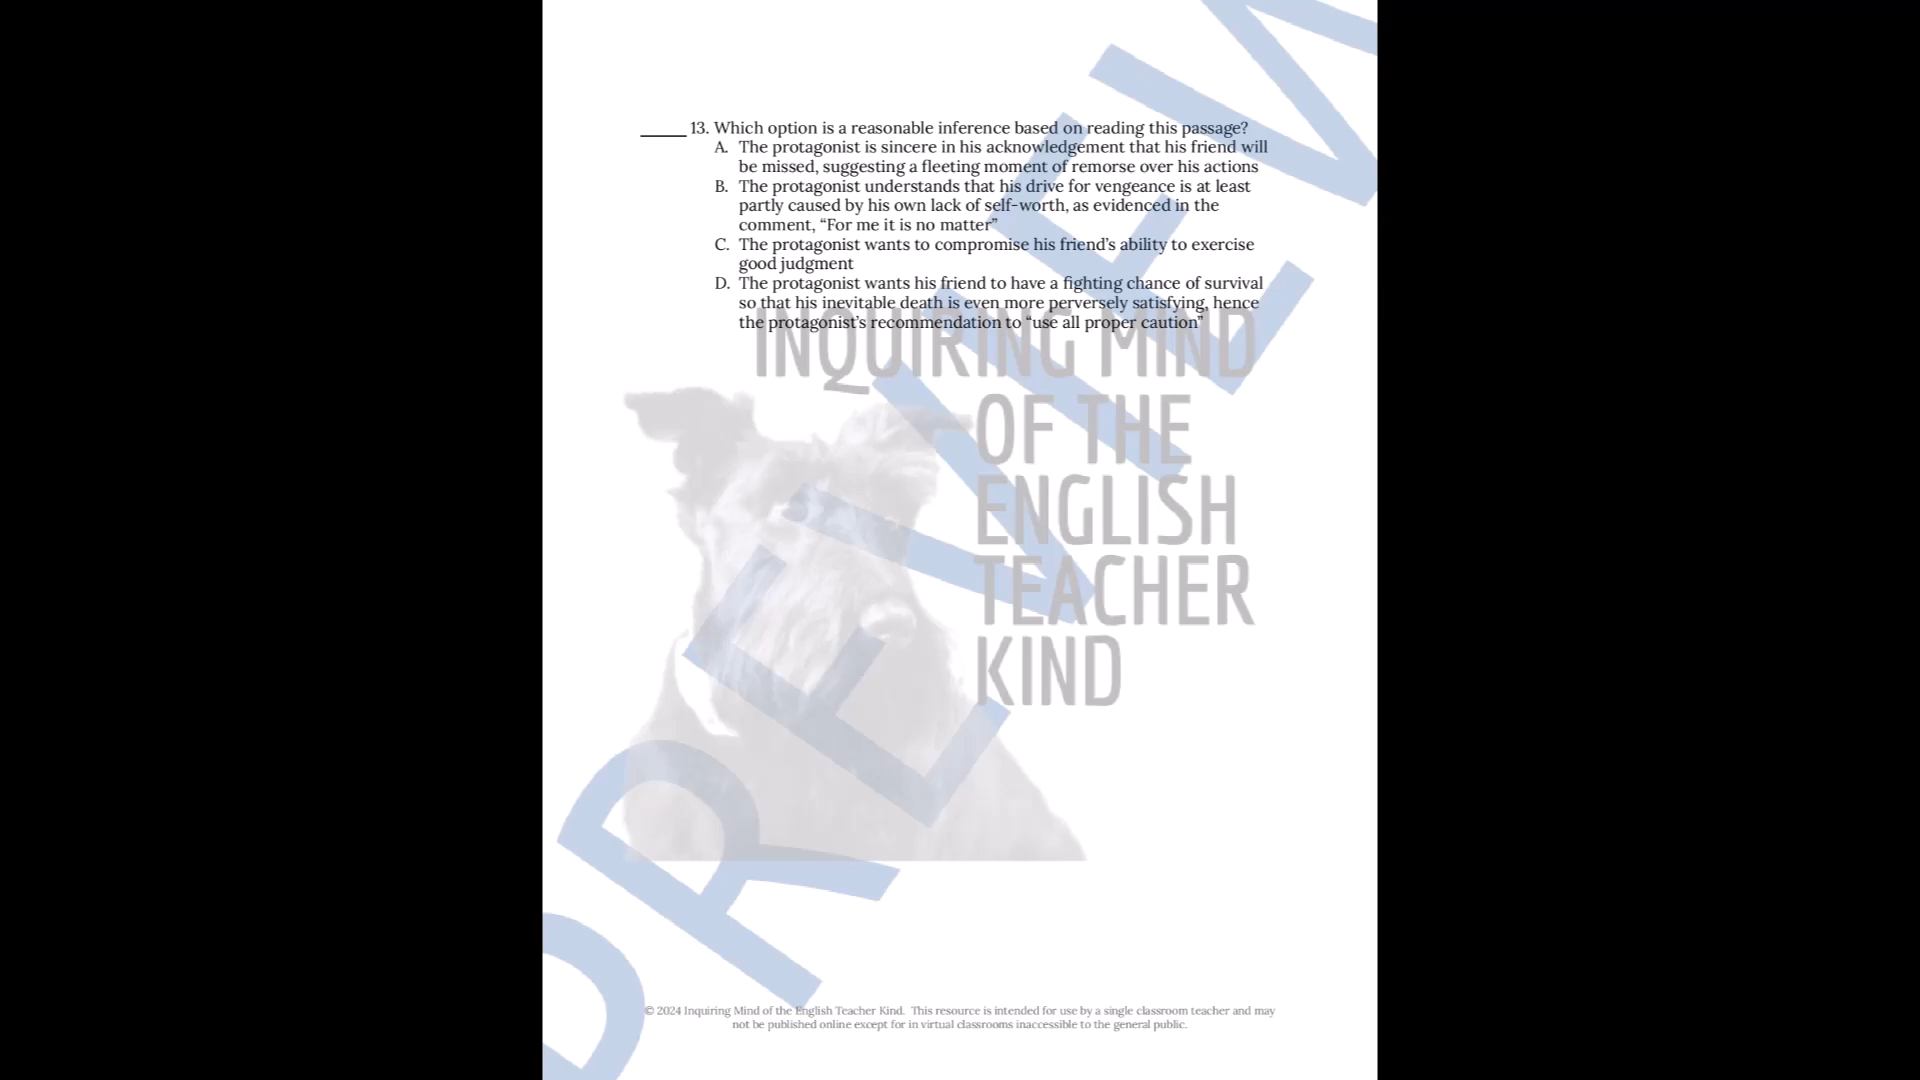 ______ 13. Which option is a reasonable inference based on reading this passage?
A. The protagonist is sincere in his acknowledgement that his friend will
be missed, suggesting a fleeting moment of remorse over his actions
B. The protagonist understands that his drive for vengeance is at least
partly caused by his own lack of self-worth, as evidenced in the
comment, “For me it is no matter”
C. The protagonist wants to compromise his friend’s ability to exercise
good judgment
D. The protagonist wants his friend to have a fighting chance of survival
so that his inevitable death is even more perversely satisfying, hence
the protagonist’s recommendation to “use all proper caution”
INQUIRING MIND
OF THE
ENGLISH
TEACHER
KIND
PREVIEW
© 2024 Inquiring Mind of the English Teacher Kind. This resource is intended for use by a single classroom teacher and may
not be published online except for in virtual classrooms inaccessible to the general public.